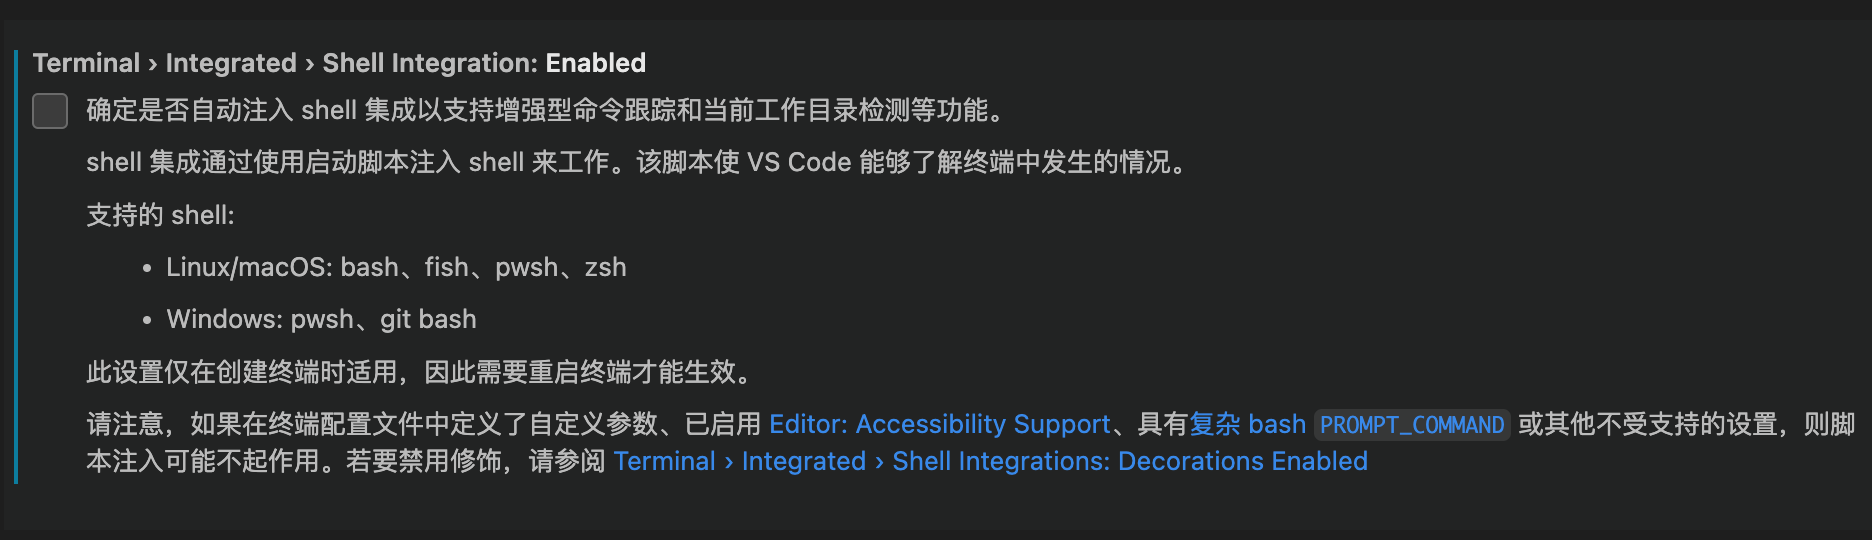 Terminal › Integrated › Shell Integration: Enabled
确定是否自动注入 shell 集成以支持增强型命令跟踪和当前工作目录检测等功能。
shell 集成通过使用启动脚本注入 shell 来工作。该脚本使 VS Code 能够了解终端中发生的情况。
支持的 shell:
• Linux/macOS: bash、fish、pwsh、zsh
• Windows: pwsh、git bash
此设置仅在创建终端时适用，因此需要重启终端才能生效。
请注意，如果在终端配置文件中定义了自定义参数、已启用 Editor: Accessibility Support、具有复杂 bash PROMPT_COMMAND 或其他不受支持的设置，则脚
本注入可能不起作用。若要禁用修饰，请参阅 Terminal › Integrated › Shell Integrations: Decorations Enabled